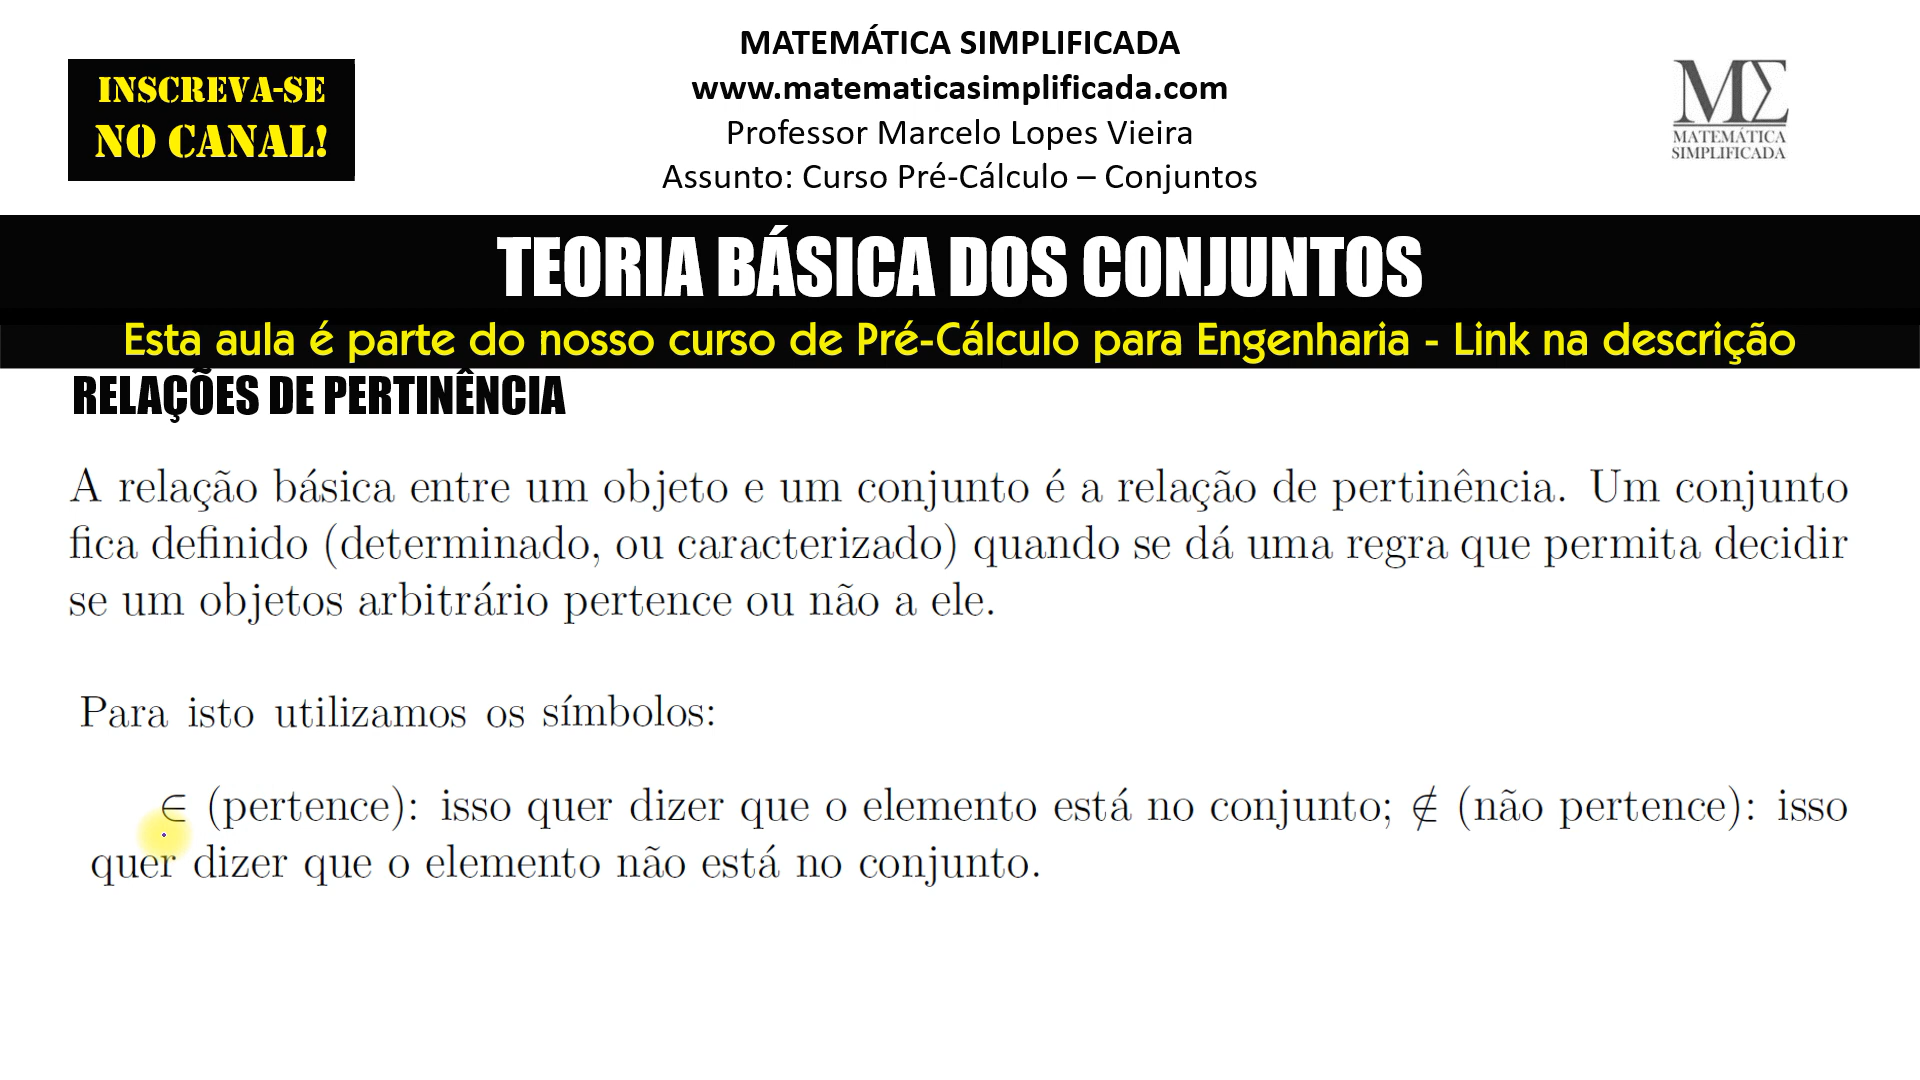 INSCREVA-SE
NO CANAL!
MATEMÁTICA SIMPLIFICADA
www.matematicasimplificada.com
Professor Marcelo Lopes Vieira
Assunto: Curso Pré-Cálculo – Conjuntos
MΣ
MATEMÁTICA
SIMPLIFICADA
TEORIA BÁSICA DOS CONJUNTOS
Esta aula é parte do nosso curso de Pré-Cálculo para Engenharia - Link na descrição
RELAÇÕES DE PERTINÊNCIA
A relação básica entre um objeto e um conjunto é a relação de pertinência. Um conjunto
fica definido (determinado, ou caracterizado) quando se dá uma regra que permita decidir
se um objetos arbitrário pertence ou não a ele.
Para isto utilizamos os símbolos:
∈ (pertence): isso quer dizer que o elemento está no conjunto; ∉ (não pertence): isso
quer dizer que o elemento não está no conjunto.